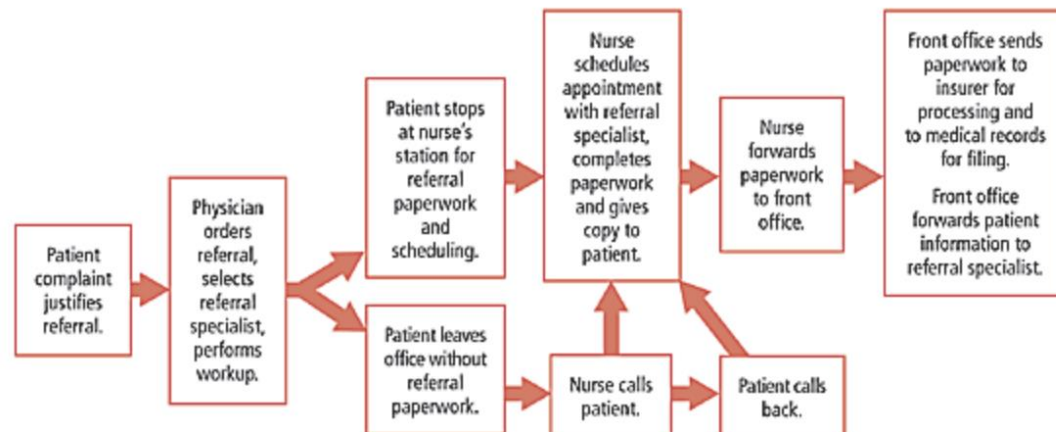 Patient
complaint
justifies
referral.
Physician
orders
referral,
selects
referral
specialist,
performs
workup.
Patient stops
at nurse's
station for
referral
paperwork
and
scheduling.
Patient leaves
office without
referral
paperwork.
Nurse
schedules
appointment
with referral
specialist,
completes
paperwork
and gives
copy to
patient.
Nurse calls
patient.
Patient calls
back.
Nurse
forwards
paperwork
to front
office.
Front office sends
paperwork to
insurer for
processing and
to medical records
for filing.
Front office
forwards patient
information to
referral specialist.